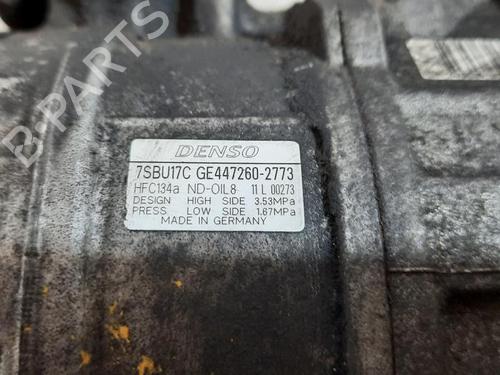 DENSO
7SBU17C GE447260-2773
HFC134a ND-OIL8 11 L 00273
DESIGN HIGH SIDE 3.53MPa
PRESS LOW SIDE 1.67MPa
MADE IN GERMANY